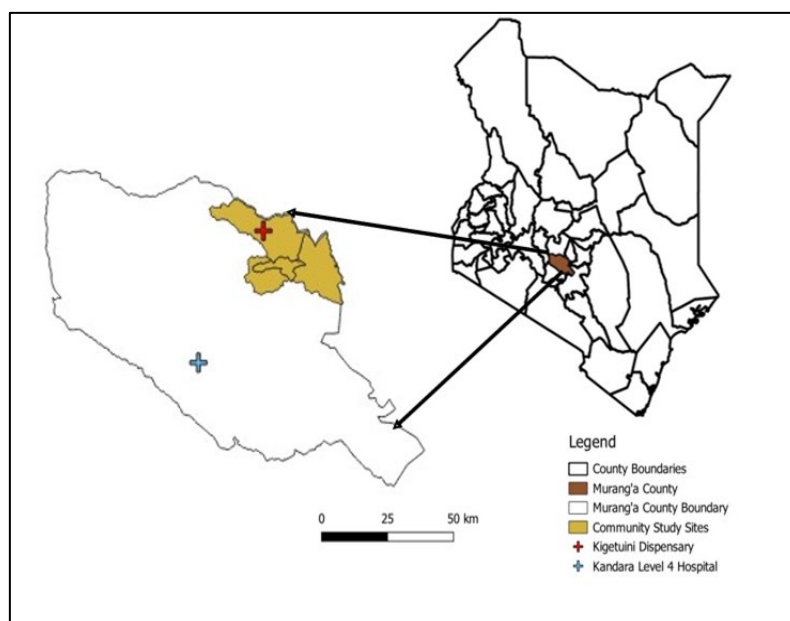 Legend
County Boundaries
Murang'a County
Murang'a County Boundary
Community Study Sites
Kigetuini Dispensary
Kandara Level 4 Hospital
0 25 50 km